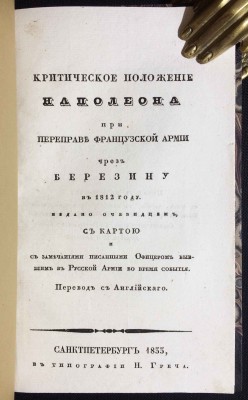 КРИТИЧЕСКОЕ ПОЛОЖЕНІЕ
НАПОЛЕОНА
при
ПЕРЕПРАВѢ ФРАНЦУЗСКОЙ АРМІИ
чрезъ
БЕРЕЗИНУ
въ 1812 году.
издано очевидцемъ,
съ картою
и
съ замѣчаніями писанными Офицеромъ быв-
шемъ въ Русской Арміи во время событія.
Переводъ съ Англійскаго.
САНКТПЕТЕРБУРГЪ 1833,
въ типографіи Н. Греча.